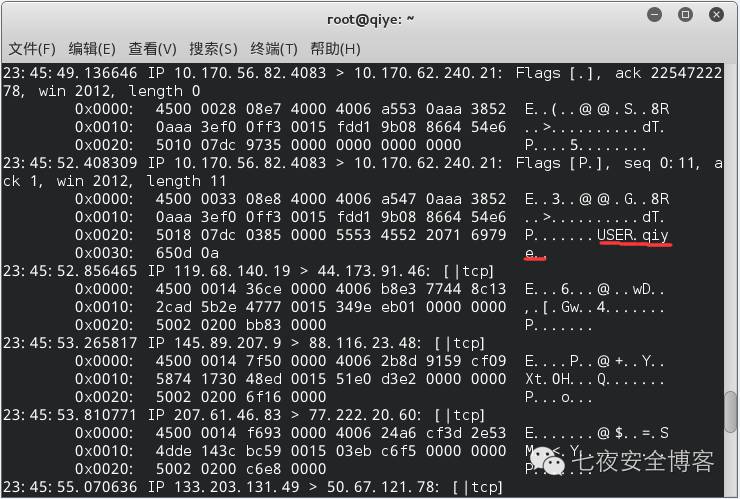 root@qiye: ~
文件(F) 编辑(E) 查看(V) 搜索(S) 终端(T) 帮助(H)
23:45:49.136646 IP 10.170.56.82.4083 > 10.170.62.240.21: Flags [.], ack 22547222
78, win 2012, length 0
0x0000: 4500 0028 08e7 4000 4006 a553 0aaa 3852 E..(..@.@..S..8R
0x0010: 0aaa 3ef0 0ff3 0015 fdd1 9b08 8664 54e6 ..>..........dT.
0x0020: 5010 07dc 9735 0000 0000 0000 0000 P....5........
23:45:52.408309 IP 10.170.56.82.4083 > 10.170.62.240.21: Flags [P.], seq 0:11, a
ck 1, win 2012, length 11
0x0000: 4500 0033 08e8 4000 4006 a547 0aaa 3852 E..3..@.@..G..8R
0x0010: 0aaa 3ef0 0ff3 0015 fdd1 9b08 8664 54e6 ..>..........dT.
0x0020: 5018 07dc 0385 0000 5553 4552 2071 6979 P.......USER.qiy
0x0030: 650d 0a e..
23:45:52.856465 IP 119.68.140.19 > 44.173.91.46: [|tcp]
0x0000: 4500 0014 36ce 0000 4006 b8e3 7744 8c13 E...6...@...wD..
0x0010: 2cad 5b2e 4777 0015 349e eb01 0000 0000 ,.[.Gw..4.......
0x0020: 5002 0200 bb83 0000 P.......
23:45:53.265817 IP 145.89.207.9 > 88.116.23.48: [|tcp]
0x0000: 4500 0014 7f50 0000 4006 2b8d 9159 cf09 E....P..@.+..Y..
0x0010: 5874 1730 48ed 0015 51e0 d3e2 0000 0000 Xt.0H...Q.......
0x0020: 5002 0200 6f16 0000 P...o...
23:45:53.810771 IP 207.61.46.83 > 77.222.20.60: [|tcp]
0x0000: 4500 0014 f693 0000 4006 24a6 cf3d 2e53 E.......@.$..=.S
0x0010: 4dde 143c bc59 0015 03eb c6f5 0000 0000 M..<.Y..
0x0020: 5002 0200 c6e8 0000 P.......
七夜安全博客
23:45:55.070636 IP 133.203.131.49 > 50.67.121.78: [|tcp]